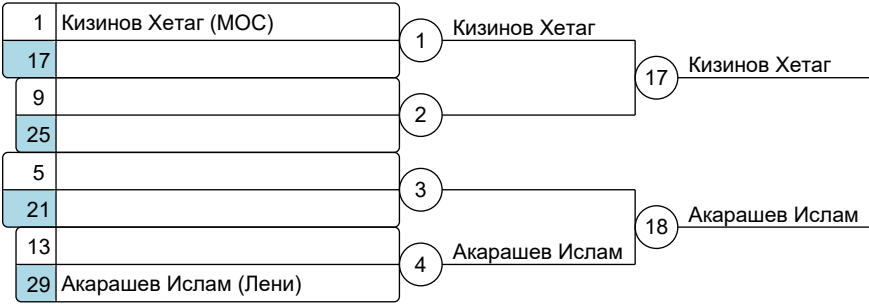 1 Кизинов Хетаг (МОС)
17
1 Кизинов Хетаг
9
25
2
17 Кизинов Хетаг
5
21
3
13
29 Акарашев Ислам (Лени)
4 Акарашев Ислам
18 Акарашев Ислам